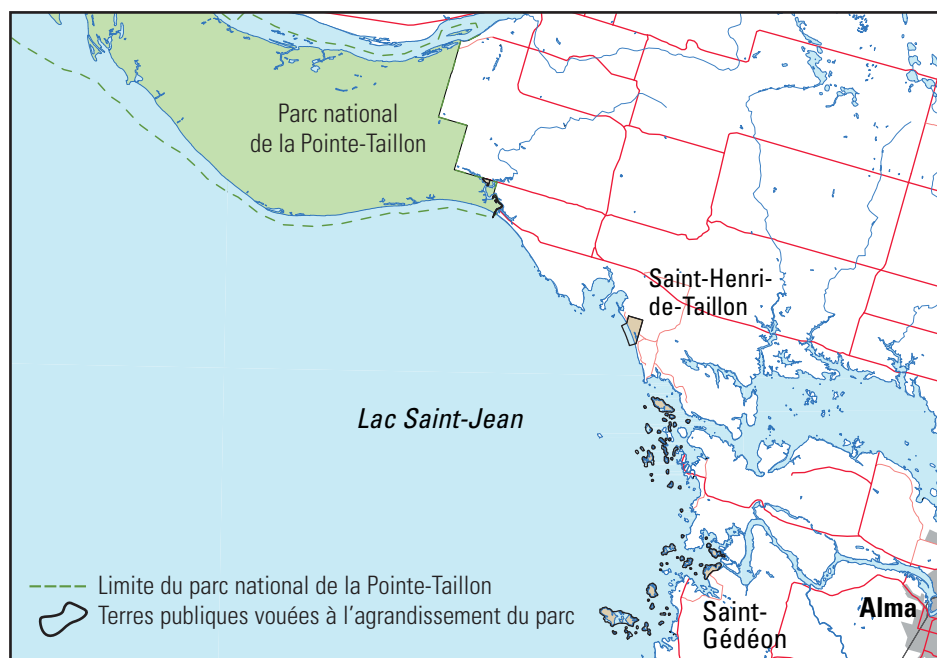 Parc national
de la Pointe-Taillon
Saint-Henri-
de-Taillon
Lac Saint-Jean
Limite du parc national de la Pointe-Taillon
Terres publiques vouées à l'agrandissement du parc
Saint-
Gédéon
Alma